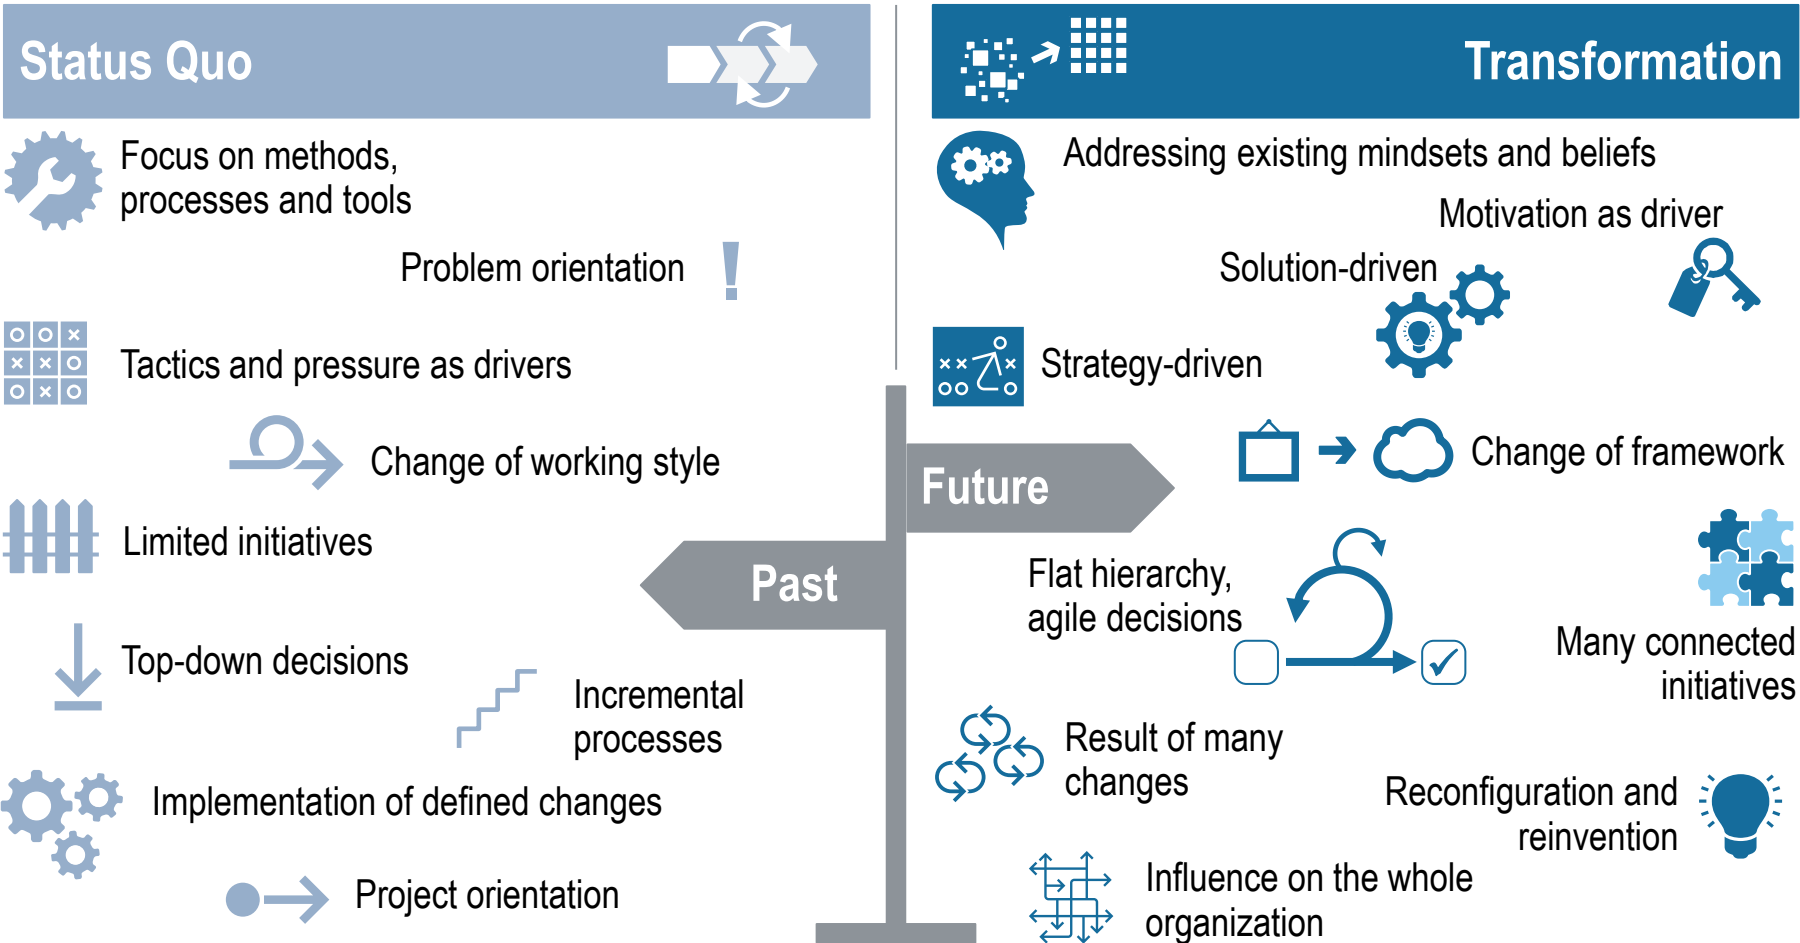 Status Quo
Focus on methods,
processes and tools
Problem orientation
Tactics and pressure as drivers
Change of working style
Limited initiatives
Past
Top-down decisions
Incremental
processes
Implementation of defined changes
Project orientation
Transformation
Addressing existing mindsets and beliefs
Motivation as driver
Solution-driven
Strategy-driven
Change of framework
Future
Flat hierarchy,
agile decisions
Many connected
initiatives
Result of many
changes
Reconfiguration and
reinvention
Influence on the whole
organization